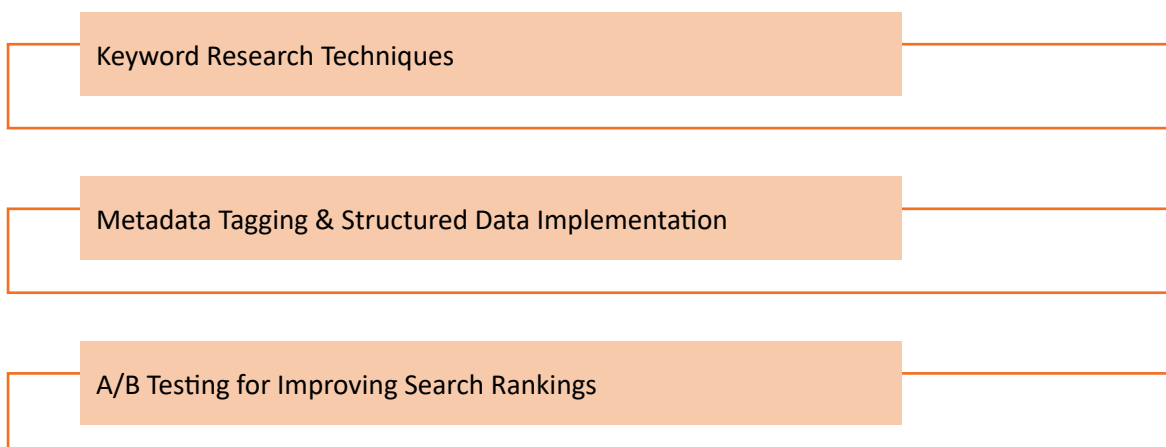 Keyword Research Techniques
Metadata Tagging & Structured Data Implementation
A/B Testing for Improving Search Rankings